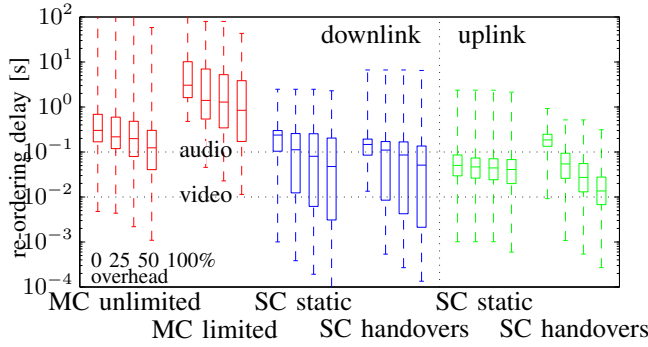 re-ordering delay [s]
10^2
10^1
10^0
10^-1
10^-2
10^-3
10^-4
downlink
uplink
audio
video
0 25 50 100%
overhead
MC unlimited
SC static
SC static
MC limited
SC handovers
SC handovers